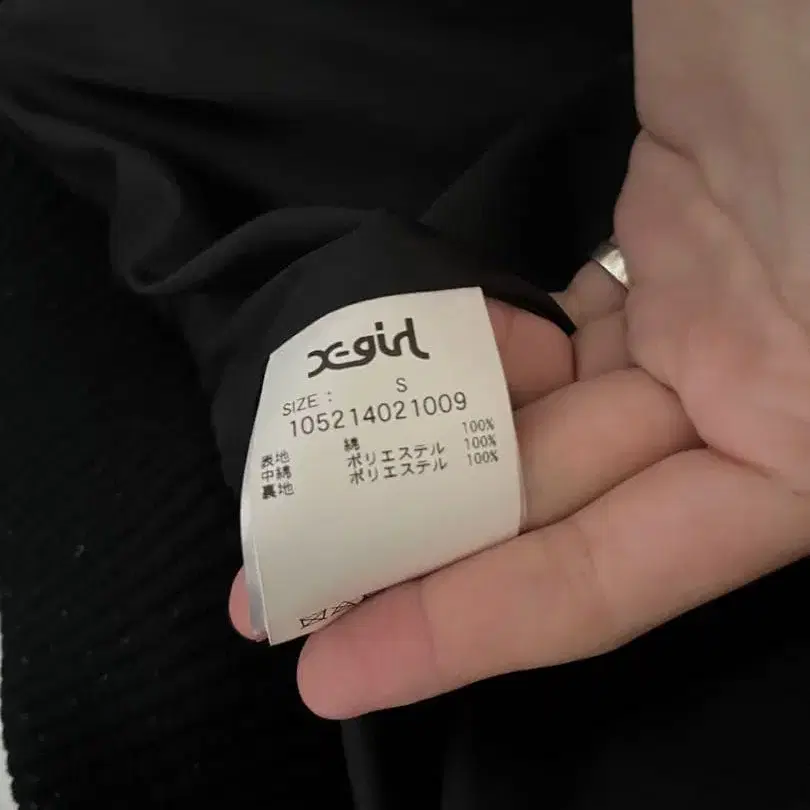 X-girl
SIZE : S
105214021009
表地 綿 100%
中綿 ポリエステル 100%
裏地 ポリエステル 100%